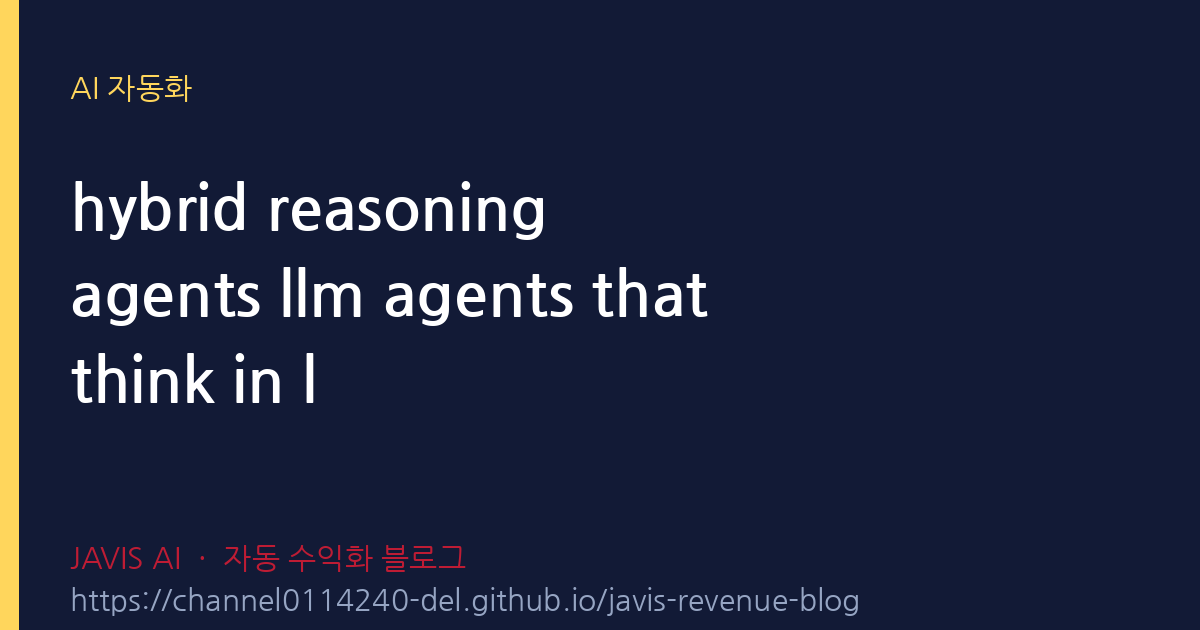 AI 자동화
hybrid reasoning
agents llm agents that
think in l
JAVIS AI · 자동 수익화 블로그
https://channel0114240-del.github.io/javis-revenue-blog